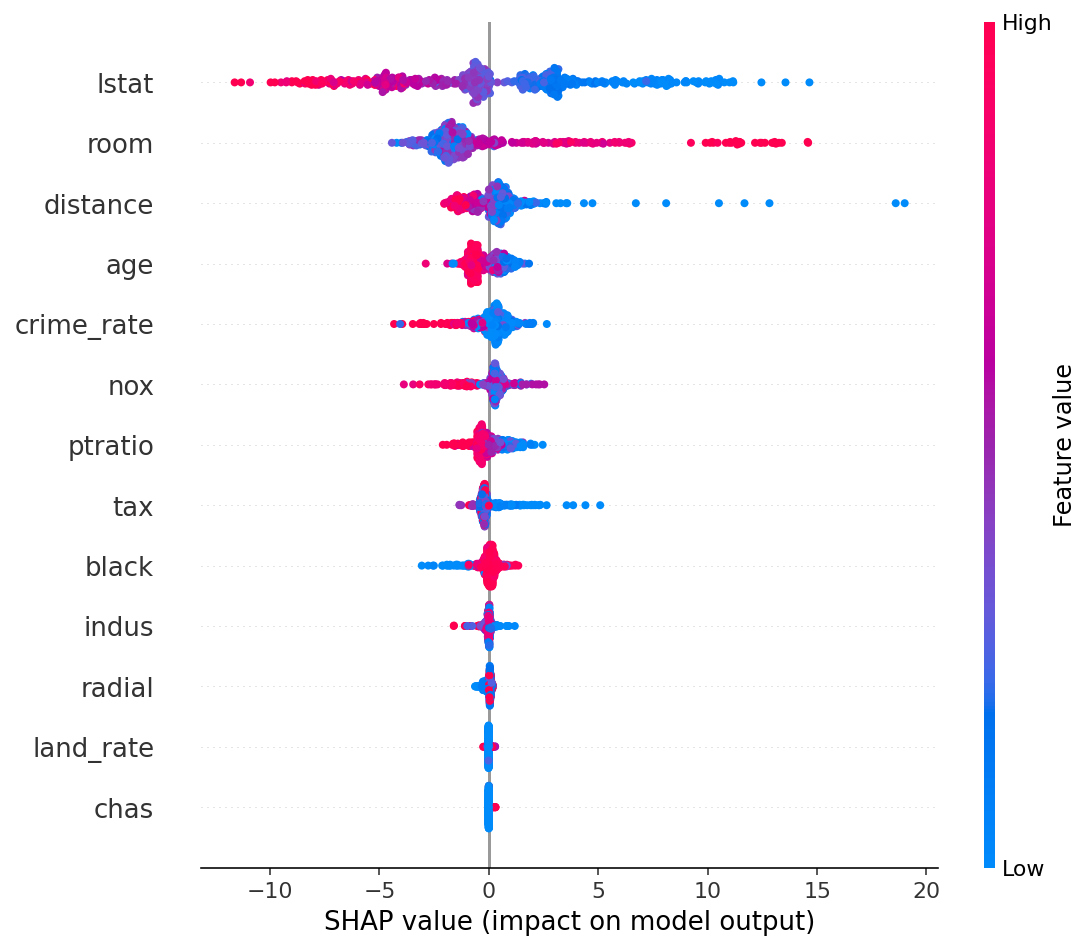 High
lstat
room
distance
age
crime_rate
nox
ptratio
tax
black
indus
radial
land_rate
chas
Feature value
Low
−10 −5 0 5 10 15 20
SHAP value (impact on model output)